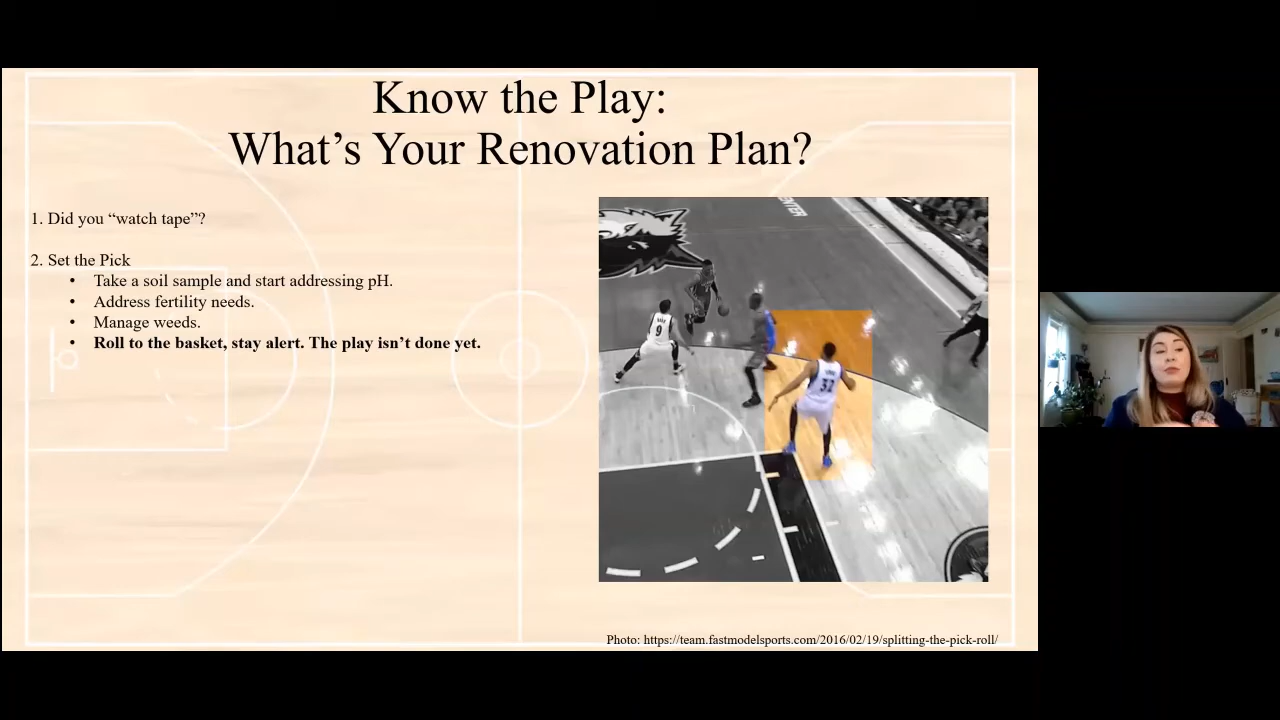 Know the Play:
What’s Your Renovation Plan?
1. Did you “watch tape”?
2. Set the Pick
• Take a soil sample and start addressing pH.
• Address fertility needs.
• Manage weeds.
• Roll to the basket, stay alert. The play isn’t done yet.
9
32
Photo: https://team.fastmodelsports.com/2016/02/19/splitting-the-pick-roll/